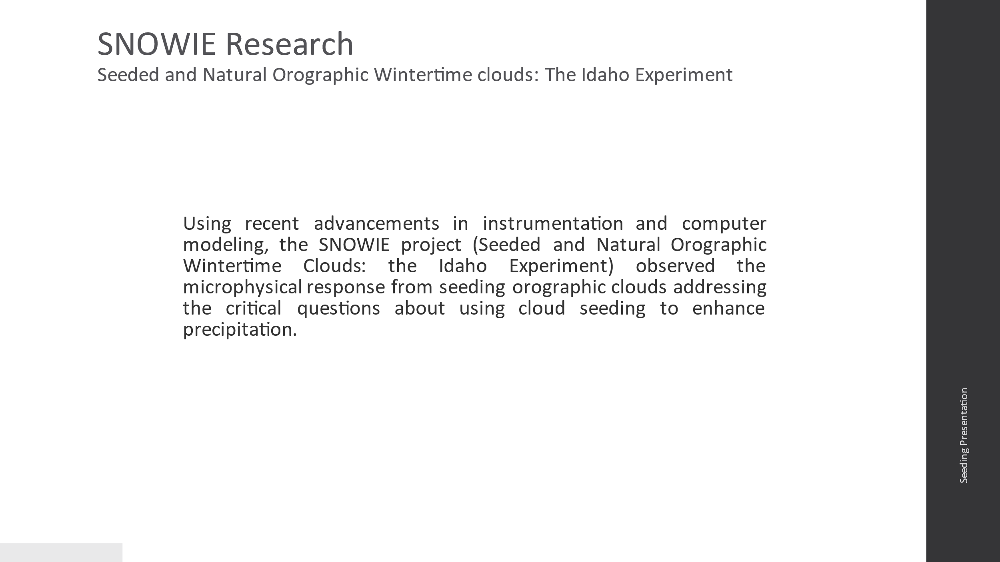 SNOWIE Research
Seeded and Natural Orographic Wintertime clouds: The Idaho Experiment
Using recent advancements in instrumentation and computer
modeling, the SNOWIE project (Seeded and Natural Orographic
Wintertime Clouds: the Idaho Experiment) observed the
microphysical response from seeding orographic clouds addressing
the critical questions about using cloud seeding to enhance
precipitation.
Seeding Presentation